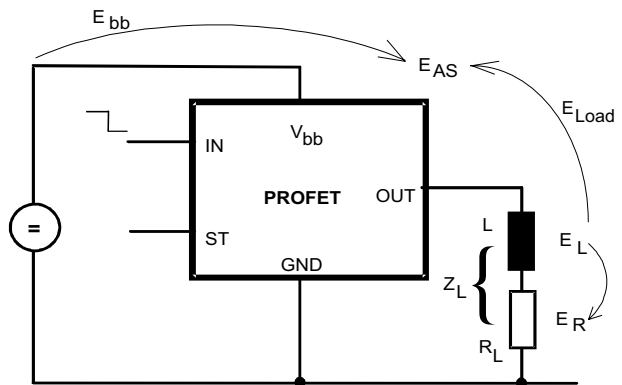 E bb
E AS
E Load
IN
V bb
PROFET
OUT
=
ST
GND
L
E L
Z L
{
E R
R L